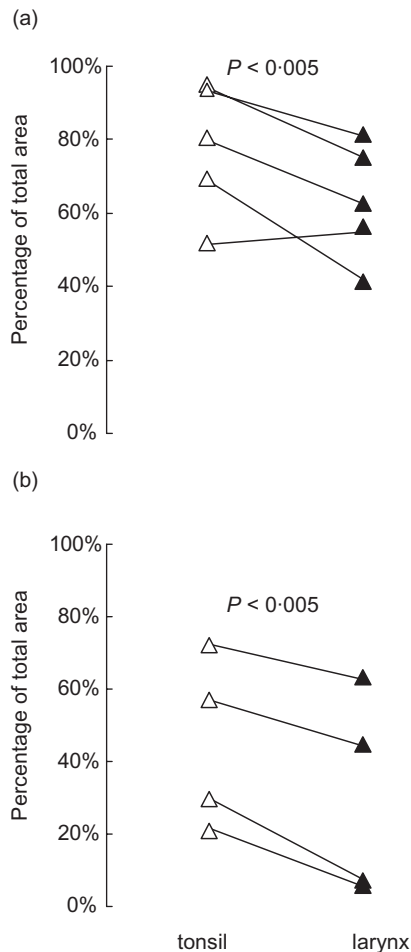 (a)
100%
P < 0·005
80%
60%
40%
20%
0%
Percentage of total area
(b)
100%
P < 0·005
80%
60%
40%
20%
0%
Percentage of total area
tonsil larynx